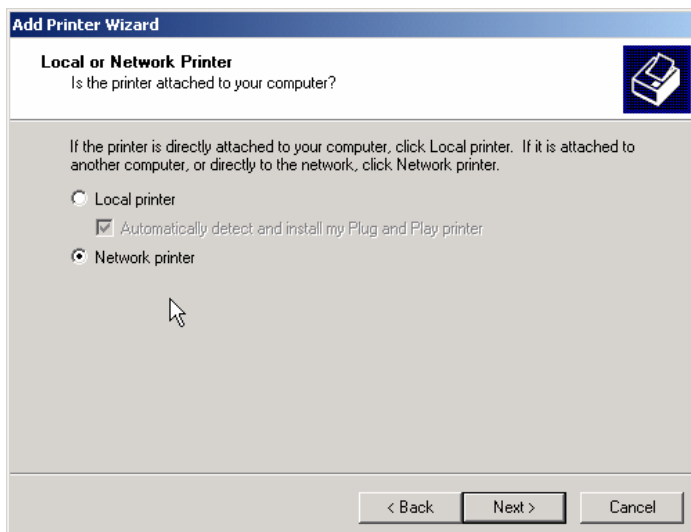 Add Printer Wizard
Local or Network Printer
Is the printer attached to your computer?
If the printer is directly attached to your computer, click Local printer.  If it is attached to
another computer, or directly to the network, click Network printer.
Local printer
Automatically detect and install my Plug and Play printer
Network printer
< Back
Next >
Cancel